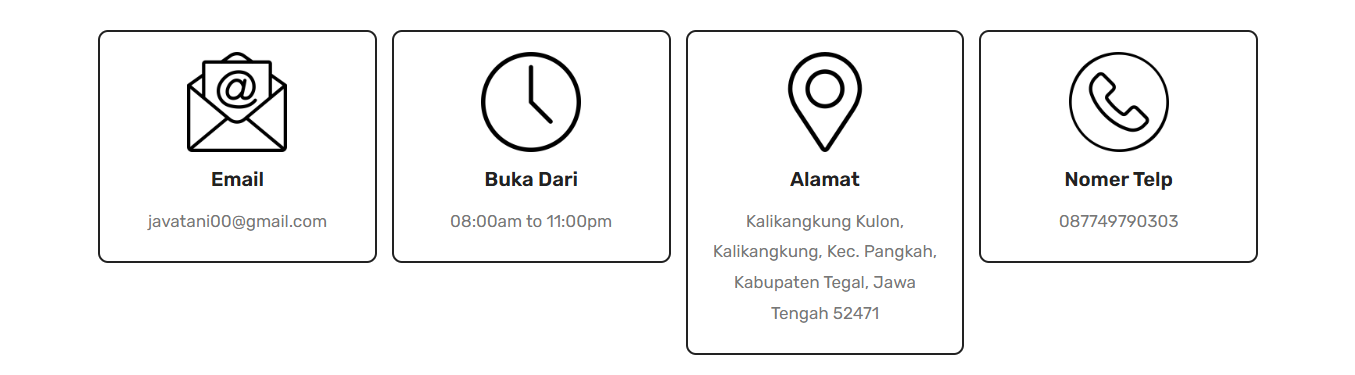 @
Email
javatani00@gmail.com
Buka Dari
08:00am to 11:00pm
Alamat
Kalikangkung Kulon,
Kalikangkung, Kec. Pangkah,
Kabupaten Tegal, Jawa
Tengah 52471
Nomer Telp
087749790303